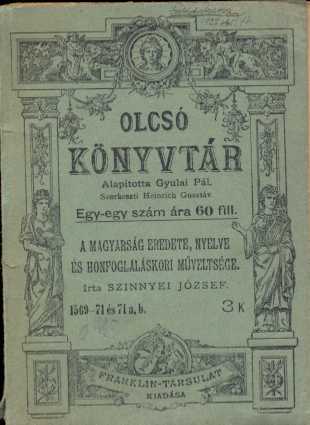 OLCSÓ
KÖNYVTÁR
Alapította Gyulai Pál.
Szerkeszti Heinrich Gusztáv.
Egy-egy szám ára 60 fill.
A MAGYARSÁG EREDETE, NYELVE
ÉS HONFOGLALÁSKORI MŰVELTSÉGE.
Irta SZINNYEI JÓZSEF.
1569–71 és 71 a, b.
3 K
FRANKLIN-TÁRSULAT
KIADÁSA